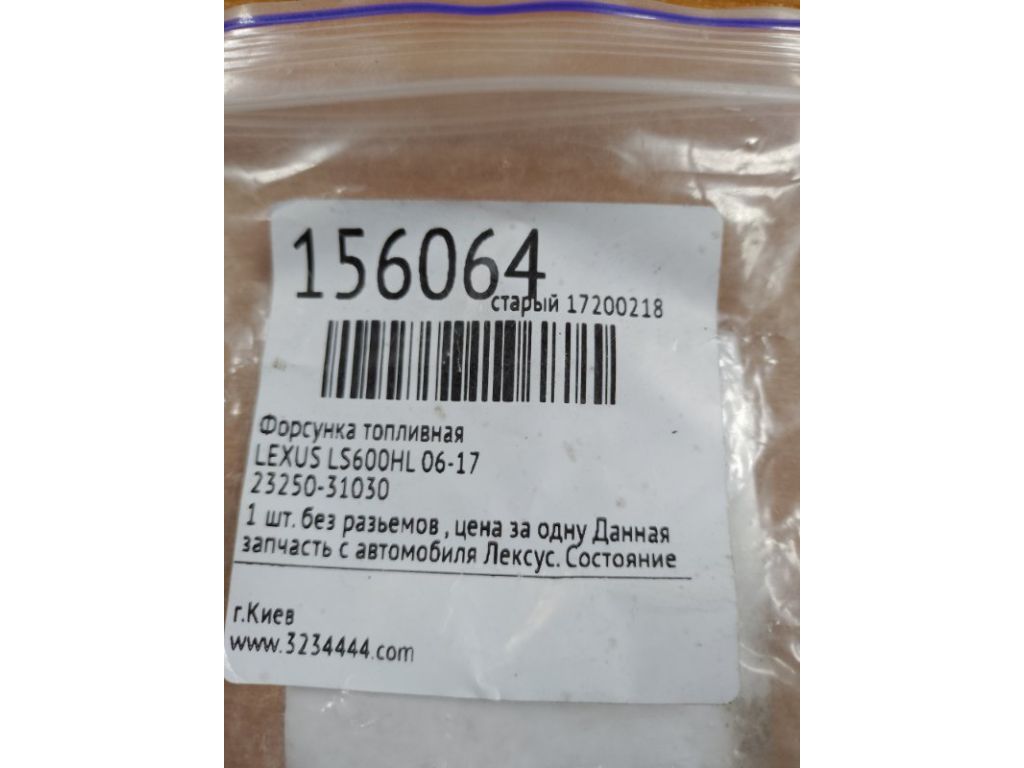 156064
старый 17200218
Форсунка топливная
LEXUS LS600HL 06-17
23250-31030
1 шт. без разьемов , цена за одну Данная
запчасть с автомобиля Лексус. Состояние
г.Киев
www.3234444.com